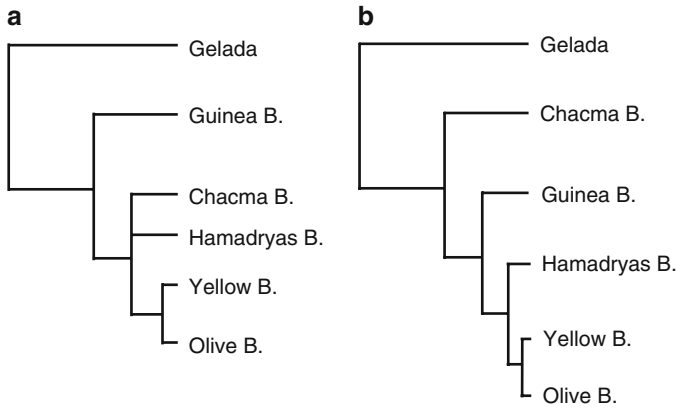 a
Gelada
Guinea B.
Chacma B.
Hamadryas B.
Yellow B.
Olive B.
b
Gelada
Chacma B.
Guinea B.
Hamadryas B.
Yellow B.
Olive B.